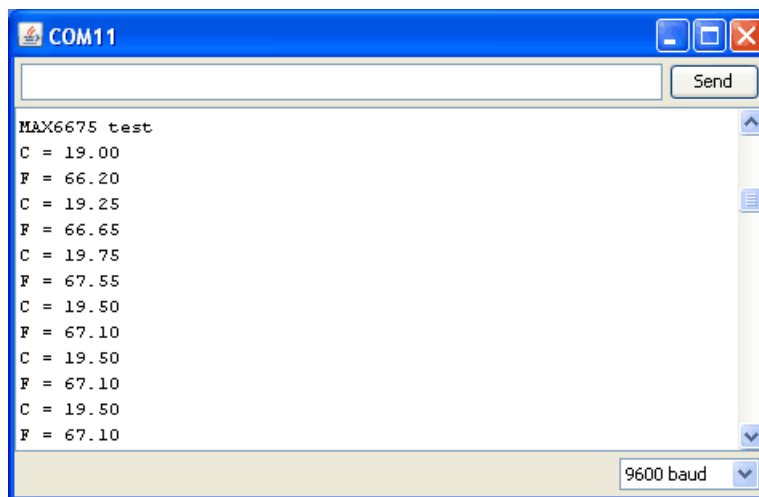 COM11
Send
MAX6675 test
C = 19.00
F = 66.20
C = 19.25
F = 66.65
C = 19.75
F = 67.55
C = 19.50
F = 67.10
C = 19.50
F = 67.10
C = 19.50
F = 67.10
9600 baud